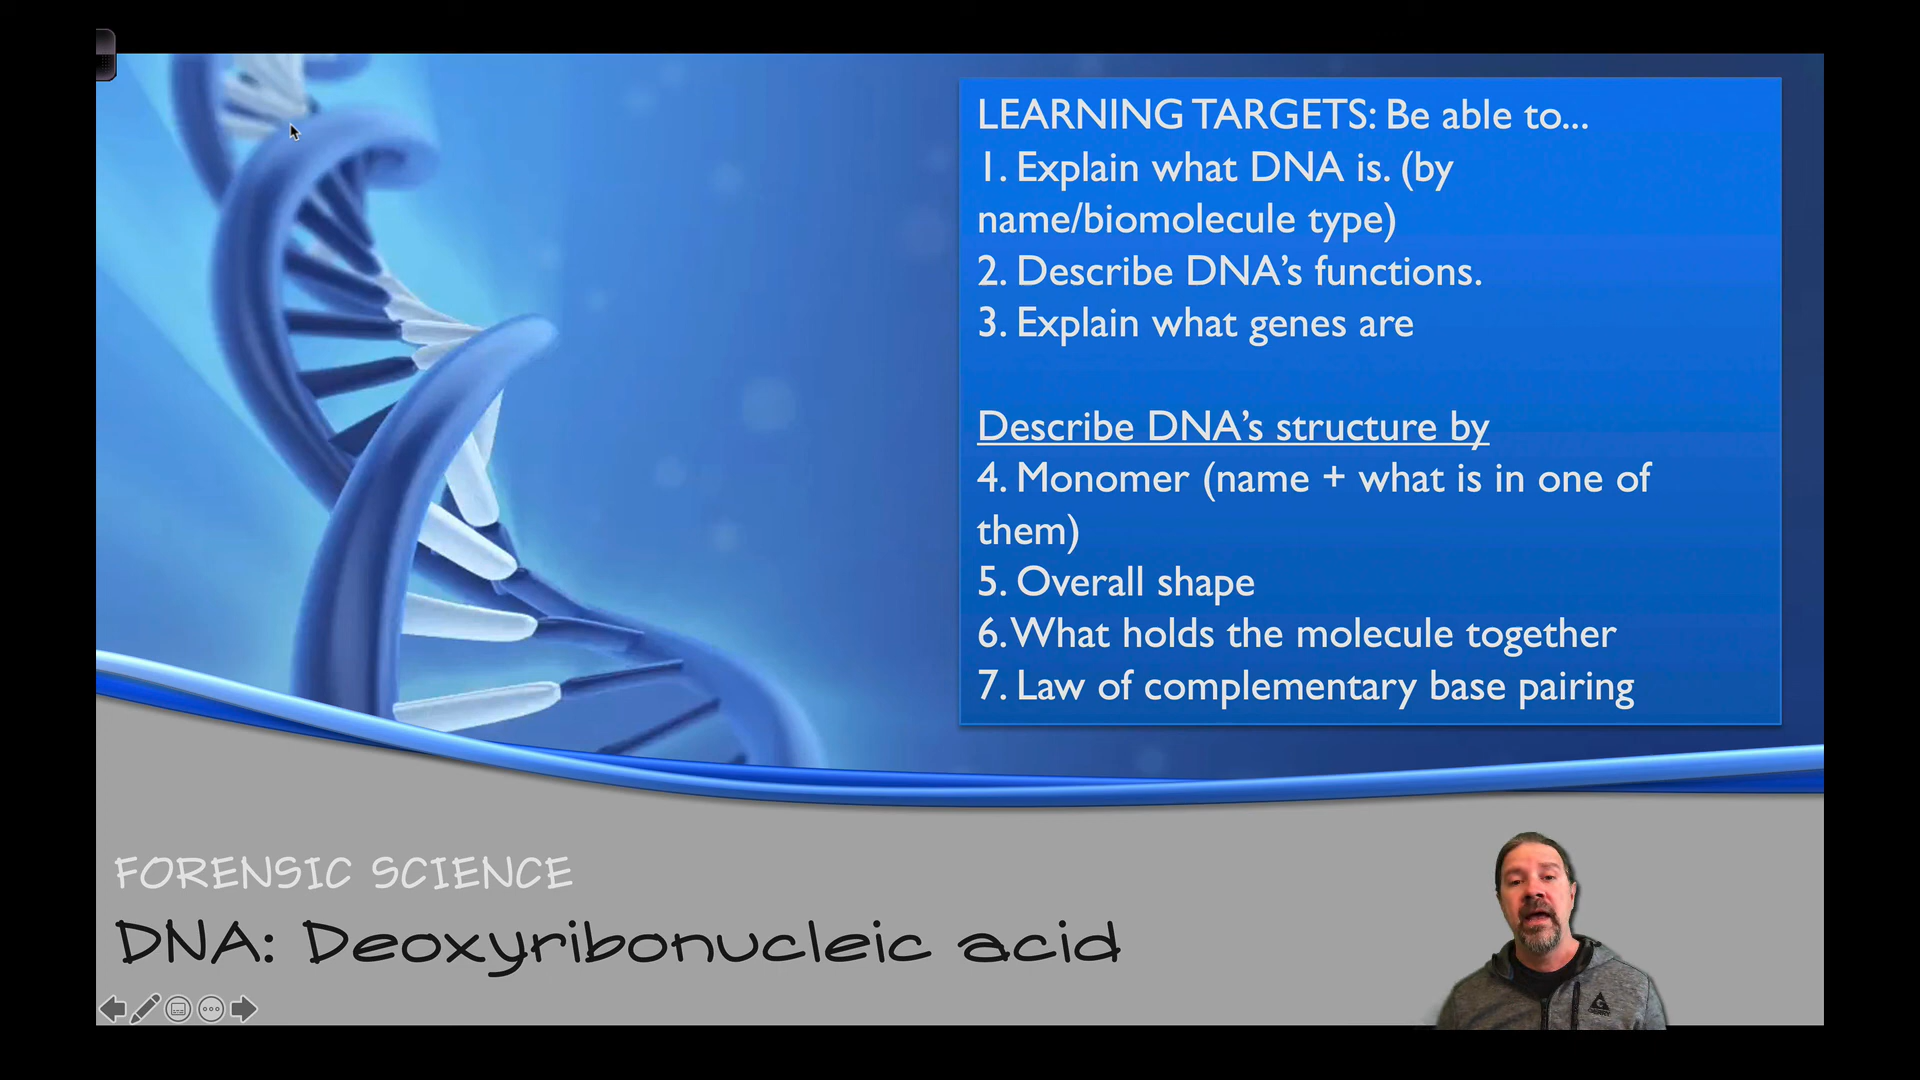 LEARNING TARGETS: Be able to...
1. Explain what DNA is. (by
name/biomolecule type)
2. Describe DNA's functions.
3. Explain what genes are
Describe DNA's structure by
4. Monomer (name + what is in one of
them)
5. Overall shape
6. What holds the molecule together
7. Law of complementary base pairing
FORENSIC SCIENCE
DNA: Deoxyribonucleic acid